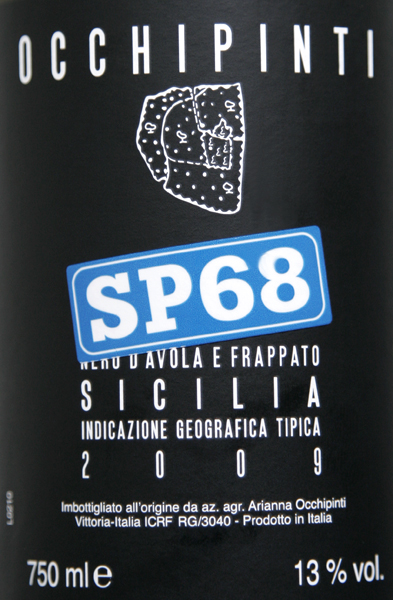 OCCHIPINTI
SP68
NERO D'AVOLA E FRAPPATO
SICILIA
INDICAZIONE GEOGRAFICA TIPICA
2009
Imbottigliato all'origine da az. agr. Arianna Occhipinti
Vittoria-Italia ICRF RG/3040 - Prodotto in Italia
L0210
750 ml e
13 % vol.